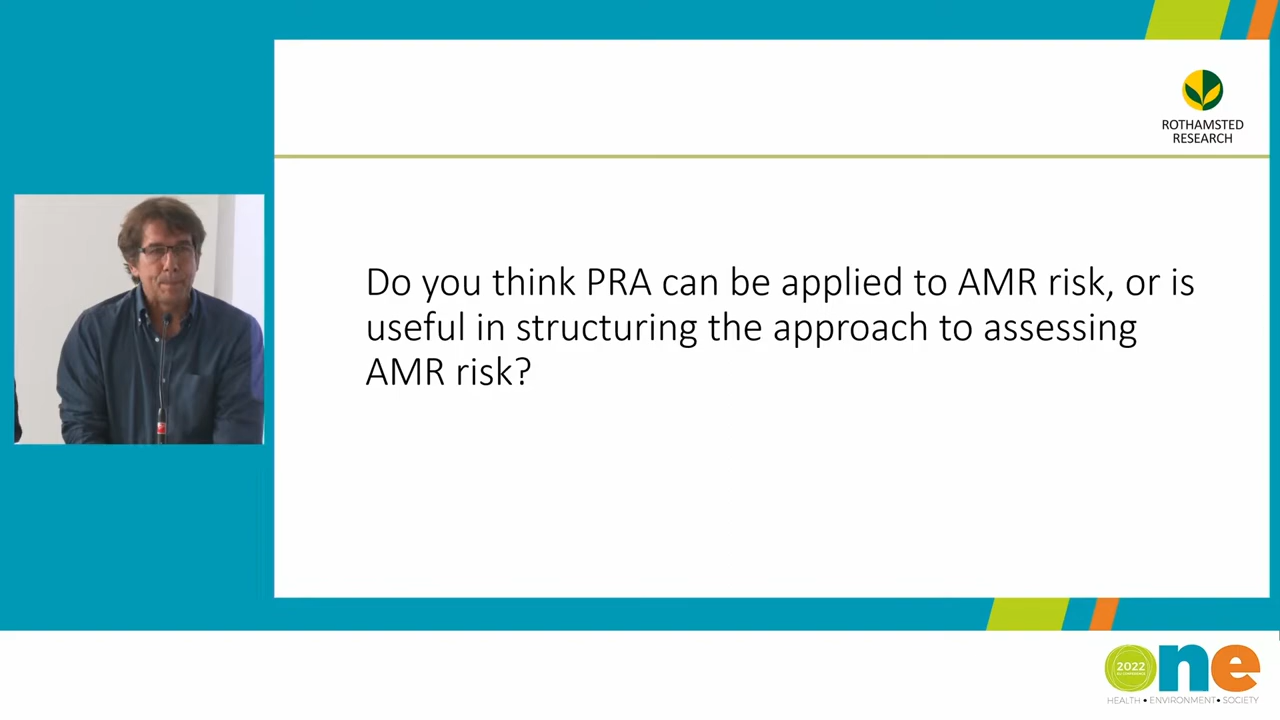 ROTHAMSTED
RESEARCH
Do you think PRA can be applied to AMR risk, or is
useful in structuring the approach to assessing
AMR risk?
2022
one
HEALTH • ENVIRONMENT • SOCIETY